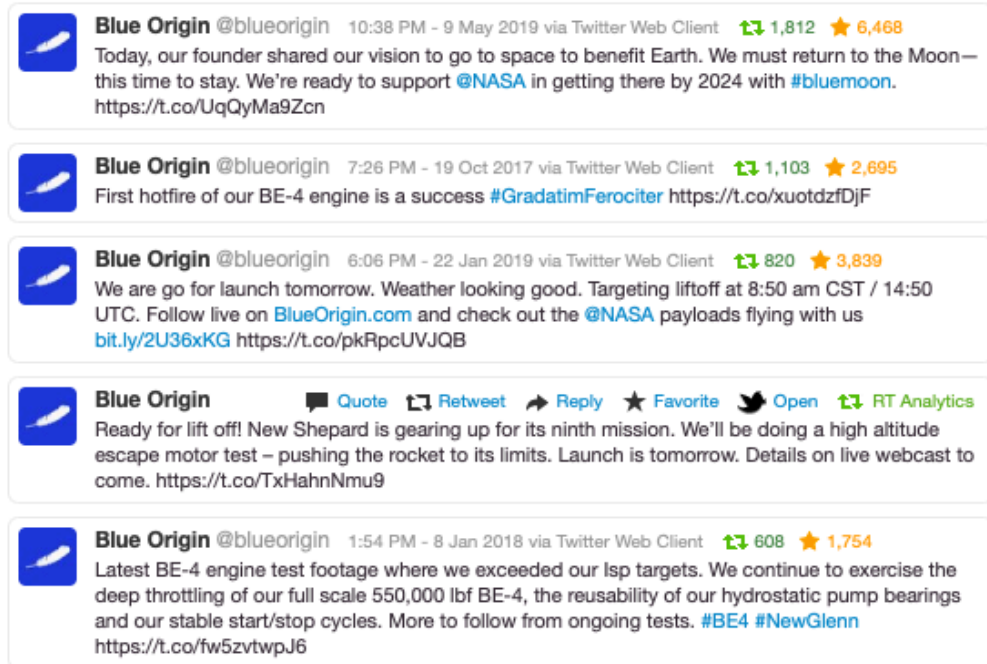 Blue Origin @blueorigin 10:38 PM - 9 May 2019 via Twitter Web Client 1,812 6,468
Today, our founder shared our vision to go to space to benefit Earth. We must return to the Moon—
this time to stay. We're ready to support @NASA in getting there by 2024 with #bluemoon.
https://t.co/UqQyMa9Zcn
Blue Origin @blueorigin 7:26 PM - 19 Oct 2017 via Twitter Web Client 1,103 2,695
First hotfire of our BE-4 engine is a success #GradatimFerociter https://t.co/xuotdzfDjF
Blue Origin @blueorigin 6:06 PM - 22 Jan 2019 via Twitter Web Client 820 3,839
We are go for launch tomorrow. Weather looking good. Targeting liftoff at 8:50 am CST / 14:50
UTC. Follow live on BlueOrigin.com and check out the @NASA payloads flying with us
bit.ly/2U36xKG https://t.co/pkRpcUVJQB
Blue Origin Quote Retweet Reply Favorite Open RT Analytics
Ready for lift off! New Shepard is gearing up for its ninth mission. We'll be doing a high altitude
escape motor test – pushing the rocket to its limits. Launch is tomorrow. Details on live webcast to
come. https://t.co/TxHahnNmu9
Blue Origin @blueorigin 1:54 PM - 8 Jan 2018 via Twitter Web Client 608 1,754
Latest BE-4 engine test footage where we exceeded our Isp targets. We continue to exercise the
deep throttling of our full scale 550,000 lbf BE-4, the reusability of our hydrostatic pump bearings
and our stable start/stop cycles. More to follow from ongoing tests. #BE4 #NewGlenn
https://t.co/fw5zvtwpJ6